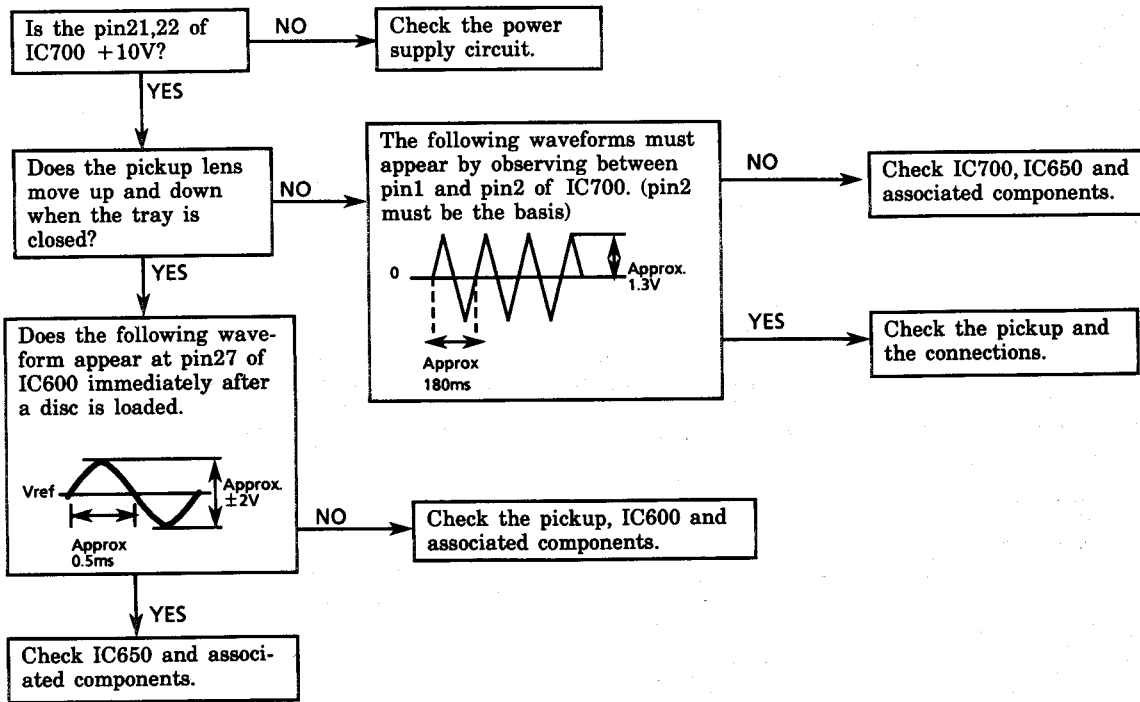 Is the pin21,22 of
IC700 +10V?
NO
Check the power
supply circuit.
YES
Does the pickup lens
move up and down
when the tray is
closed?
NO
The following waveforms must
appear by observing between
pin1 and pin2 of IC700. (pin2
must be the basis)
0
Approx.
1.3V
Approx
180ms
NO
Check IC700, IC650 and
associated components.
YES
Check the pickup and
the connections.
YES
Does the following wave-
form appear at pin27 of
IC600 immediately after
a disc is loaded.
Vref
Approx.
±2V
Approx
0.5ms
NO
Check the pickup, IC600 and
associated components.
YES
Check IC650 and associ-
ated components.